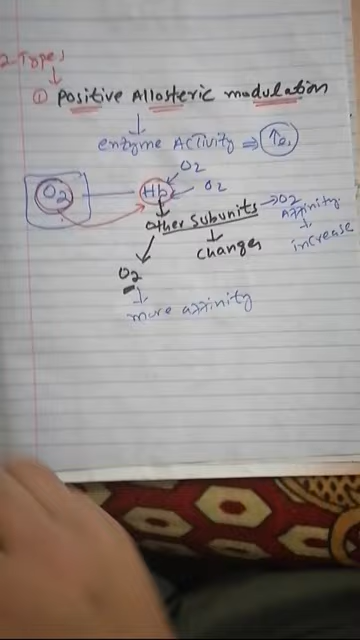 2-Types
① Positive Allosteric modulation
enzyme Activity ⇒ ↑es
O2
O2 Hb O2
other subunits → O2
Affinity
increase
changes
O2
more affinity